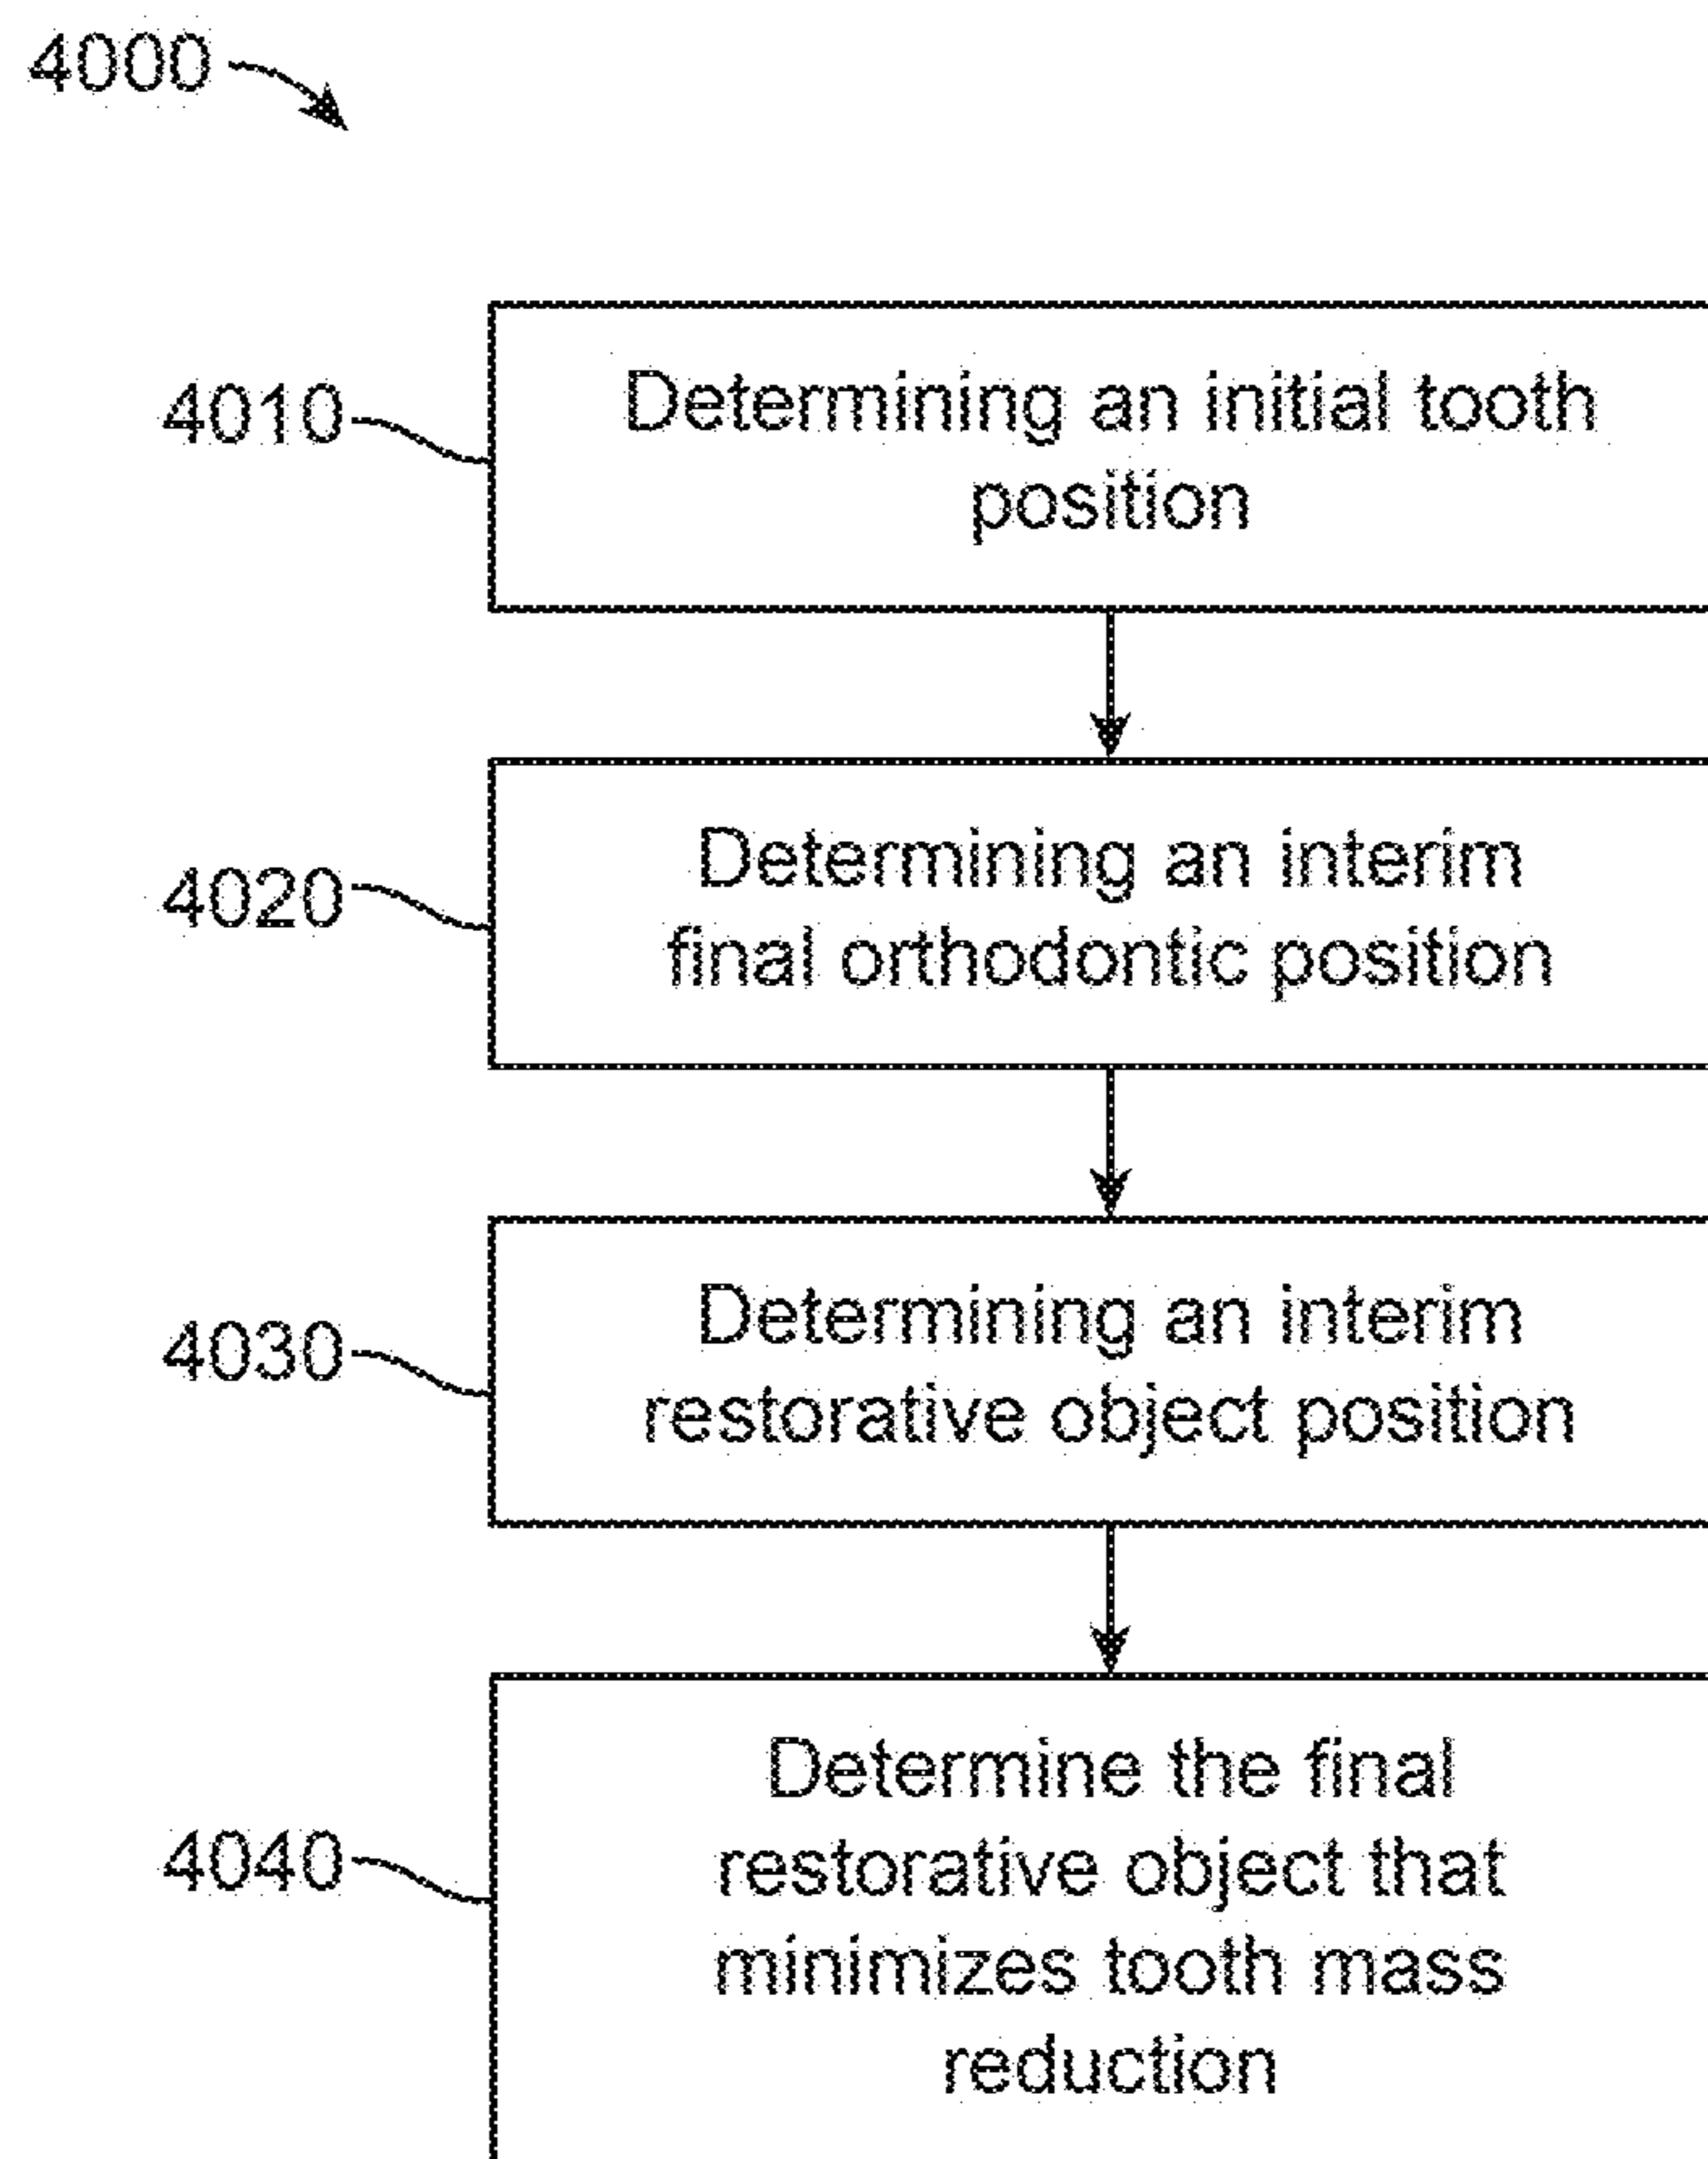 4000
4010
Determining an initial tooth
position
4020
Determining an interim
final orthodontic position
4030
Determining an interim
restorative object position
4040
Determine the final
restorative object that
minimizes tooth mass
reduction